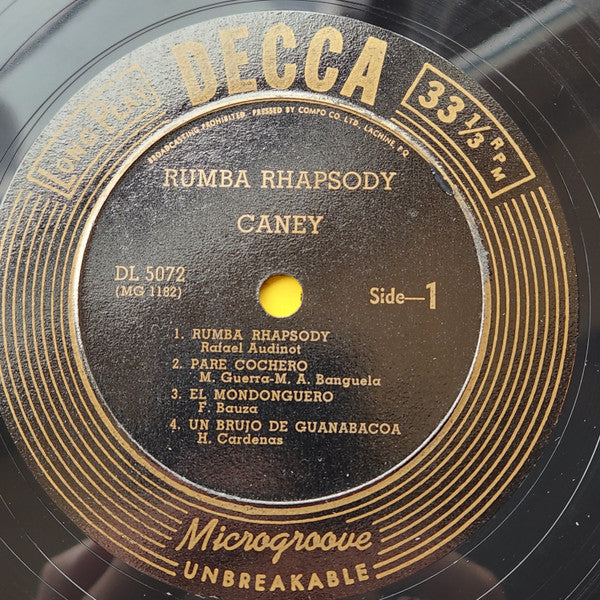 DECCA
LONG PLAY
33 1/3 RPM
BROADCASTING PROHIBITED. PRESSED BY COMPO CO. LTD. LACHINE, P.Q.
RUMBA RHAPSODY
CANEY
DL 5072
(MG 1182)
Side—1
1. RUMBA RHAPSODY
Rafael Audinot
2. PARE COCHERO
M. Guerra-M. A. Banguela
3. EL MONDONGUERO
F. Bauza
4. UN BRUJO DE GUANABACOA
H. Cardenas
Microgroove
UNBREAKABLE